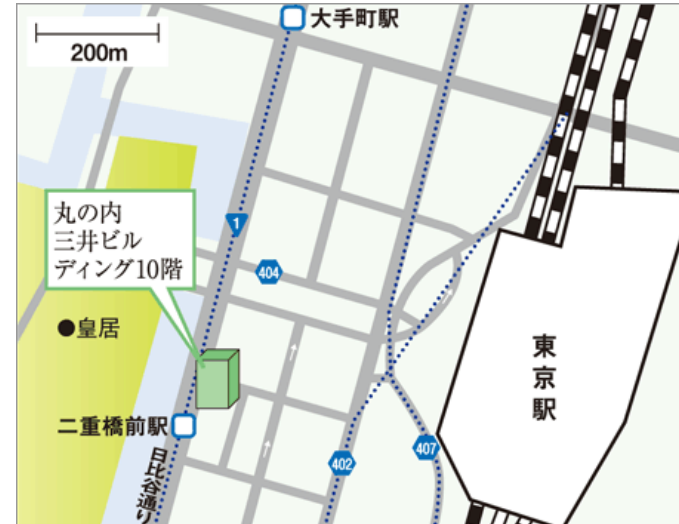 大手町駅
200m
丸の内
三井ビル
ディング10階
1
404
●皇居
東京駅
二重橋前駅
日比谷通り
402
407